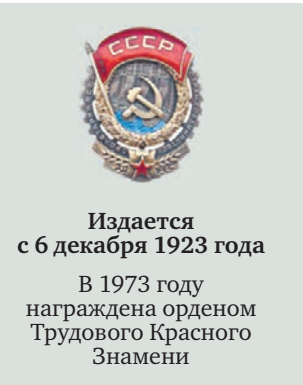 СССР
Издается
с 6 декабря 1923 года
В 1973 году
награждена орденом
Трудового Красного
Знамени